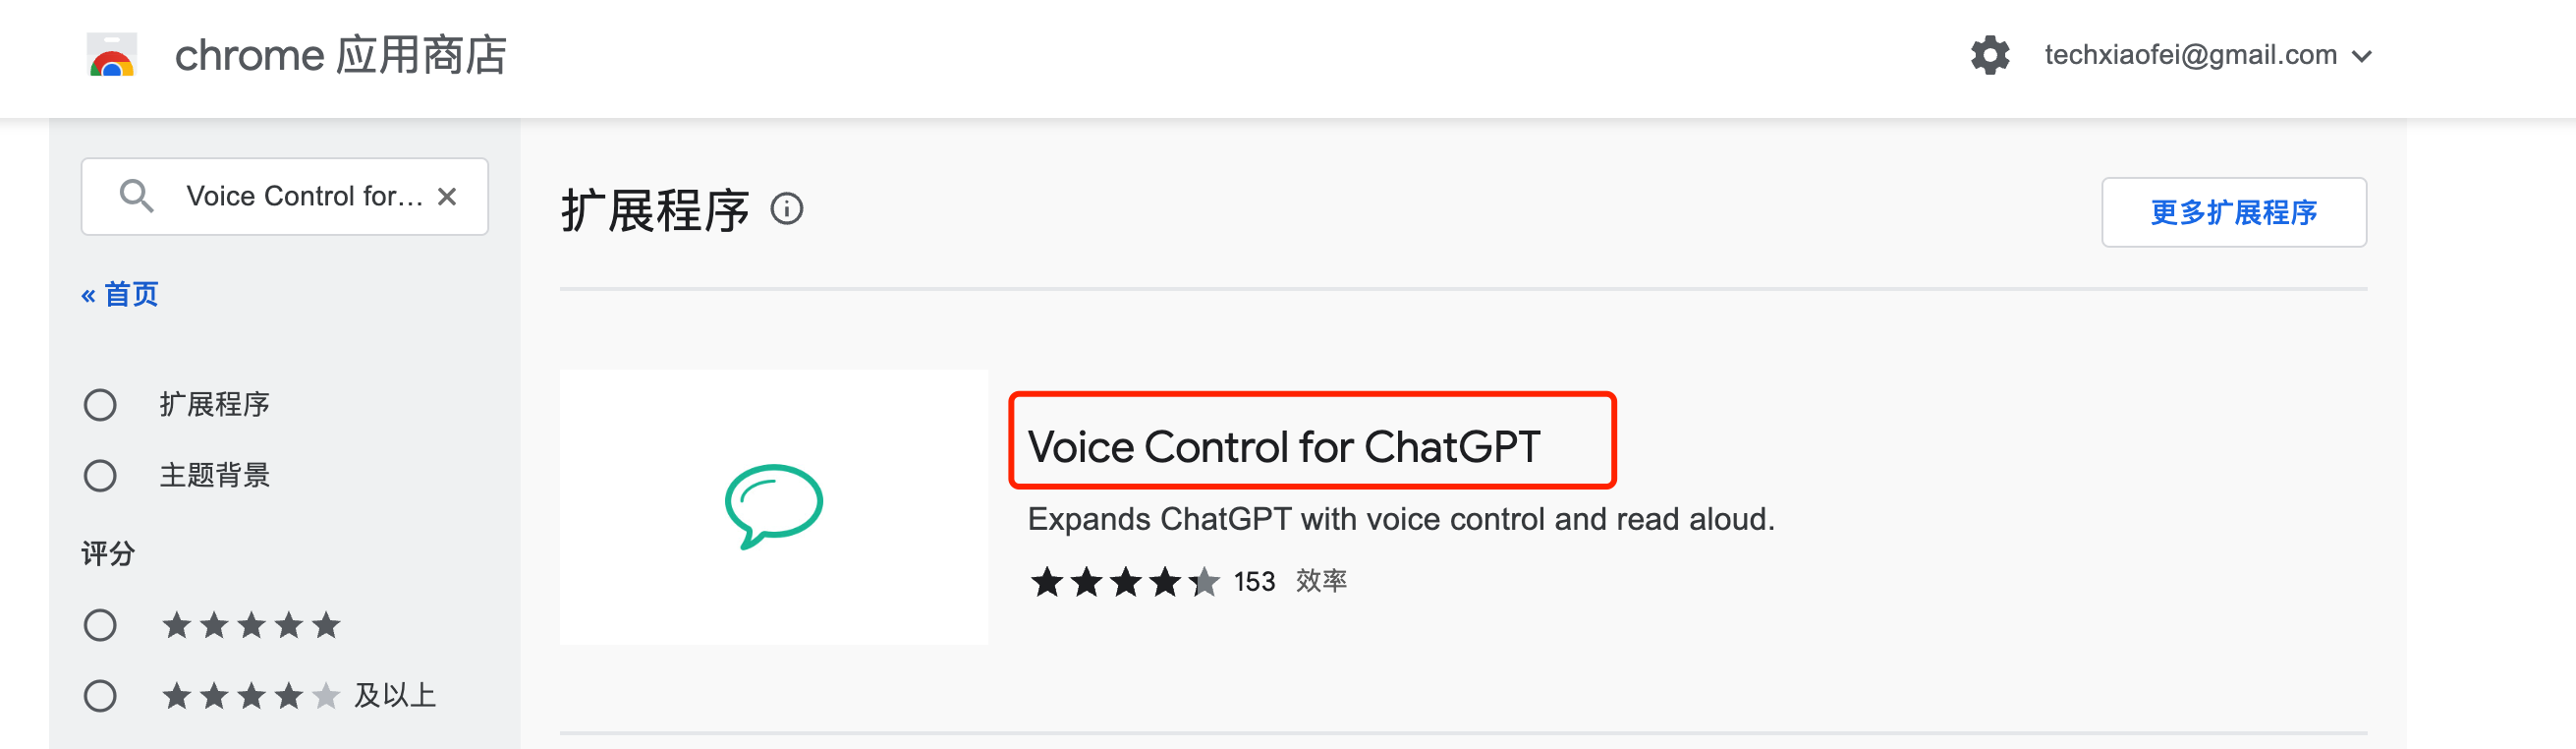 chrome 应用商店
techxiaofei@gmail.com
Voice Control for...
« 首页
扩展程序
主题背景
评分
及以上
扩展程序
更多扩展程序
Voice Control for ChatGPT
Expands ChatGPT with voice control and read aloud.
153 效率